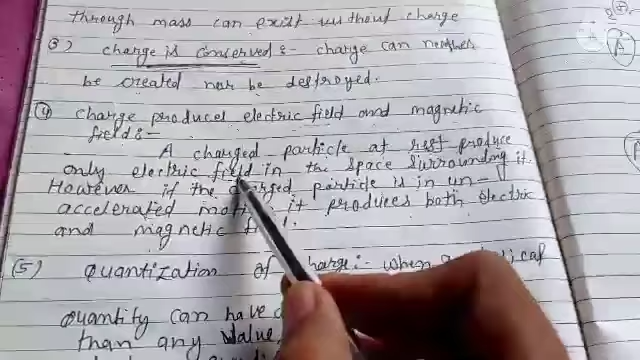 through mass can exist without charge
(3) charge is conserved :- charge can neither
be created nor be destroyed.
(4) charge produces electric field and magnetic
field :-
A charged particle at rest produce
only electric field in the space surrounding it.
However if the charged particle is in un-
accelerated it produces both electric
and magnetic
(5) Quantization of charge :- when a
quantity can have
than any value,